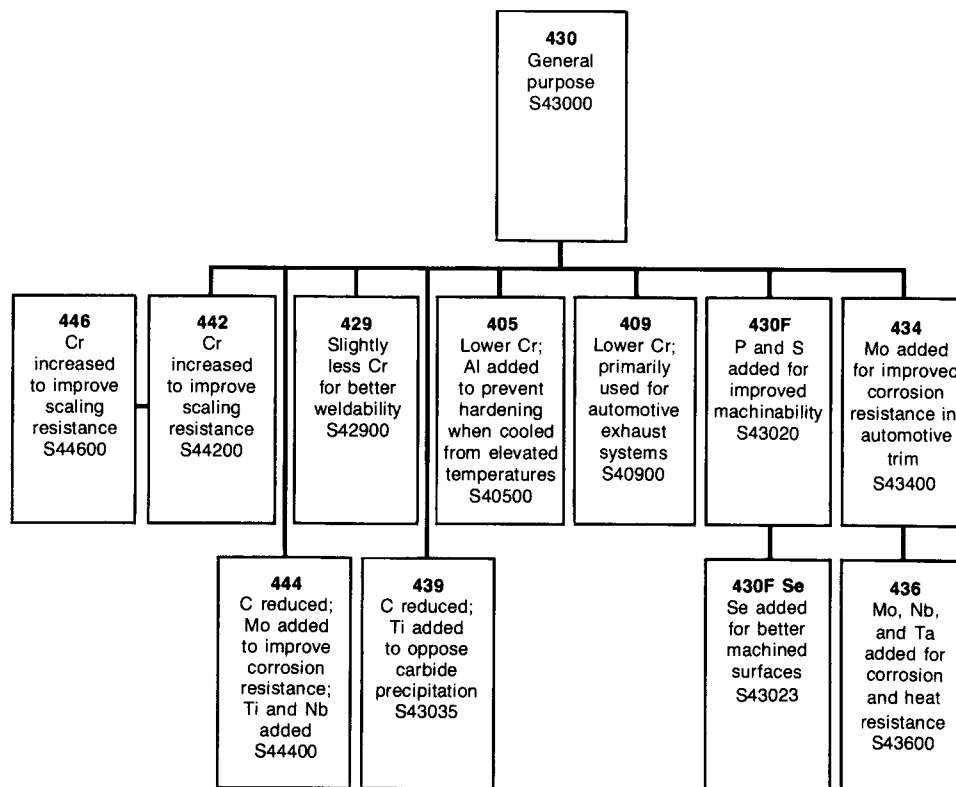 430
General
purpose
S43000
446
Cr
increased
to improve
scaling
resistance
S44600
442
Cr
increased
to improve
scaling
resistance
S44200
429
Slightly
less Cr
for better
weldability
S42900
405
Lower Cr;
Al added
to prevent
hardening
when cooled
from elevated
temperatures
S40500
409
Lower Cr;
primarily
used for
automotive
exhaust
systems
S40900
430F
P and S
added for
improved
machinability
S43020
434
Mo added
for improved
corrosion
resistance in
automotive
trim
S43400
444
C reduced;
Mo added
to improve
corrosion
resistance;
Ti and Nb
added
S44400
439
C reduced;
Ti added
to oppose
carbide
precipitation
S43035
430F Se
Se added
for better
machined
surfaces
S43023
436
Mo, Nb,
and Ta
added for
corrosion
and heat
resistance
S43600